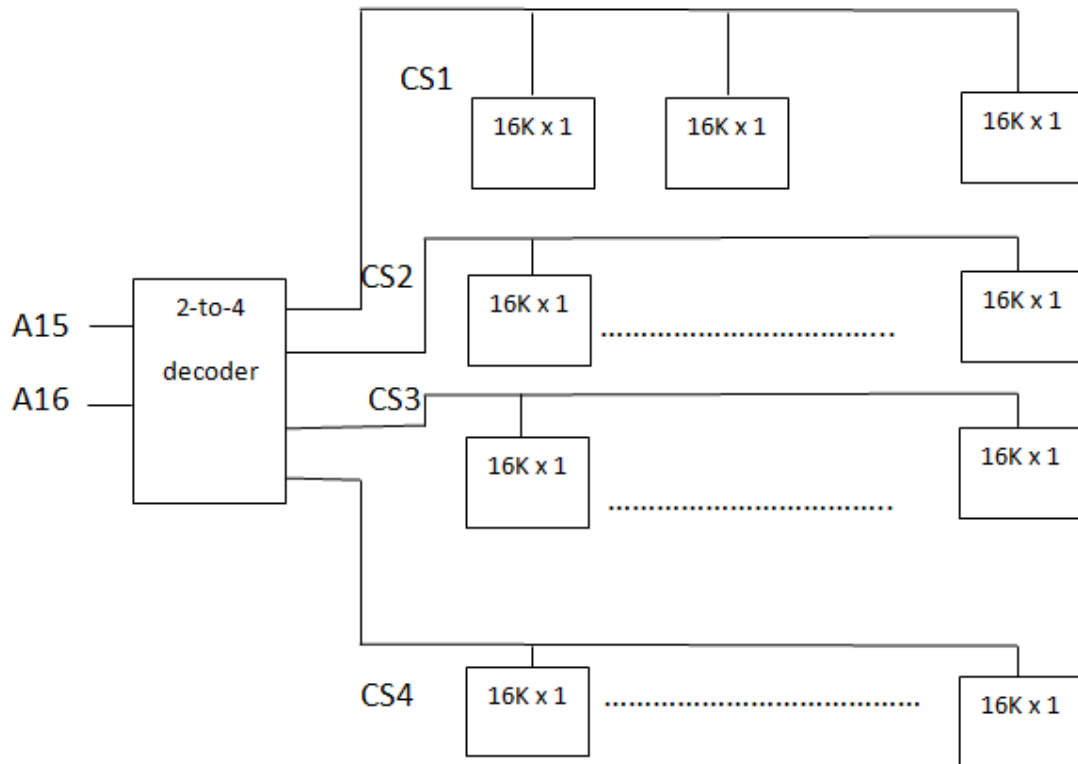 CS1
16K x 1 16K x 1 16K x 1
CS2
16K x 1 ...................................... 16K x 1
A15
2-to-4
decoder
A16
CS3
16K x 1 ...................................... 16K x 1
CS4
16K x 1 ...................................... 16K x 1